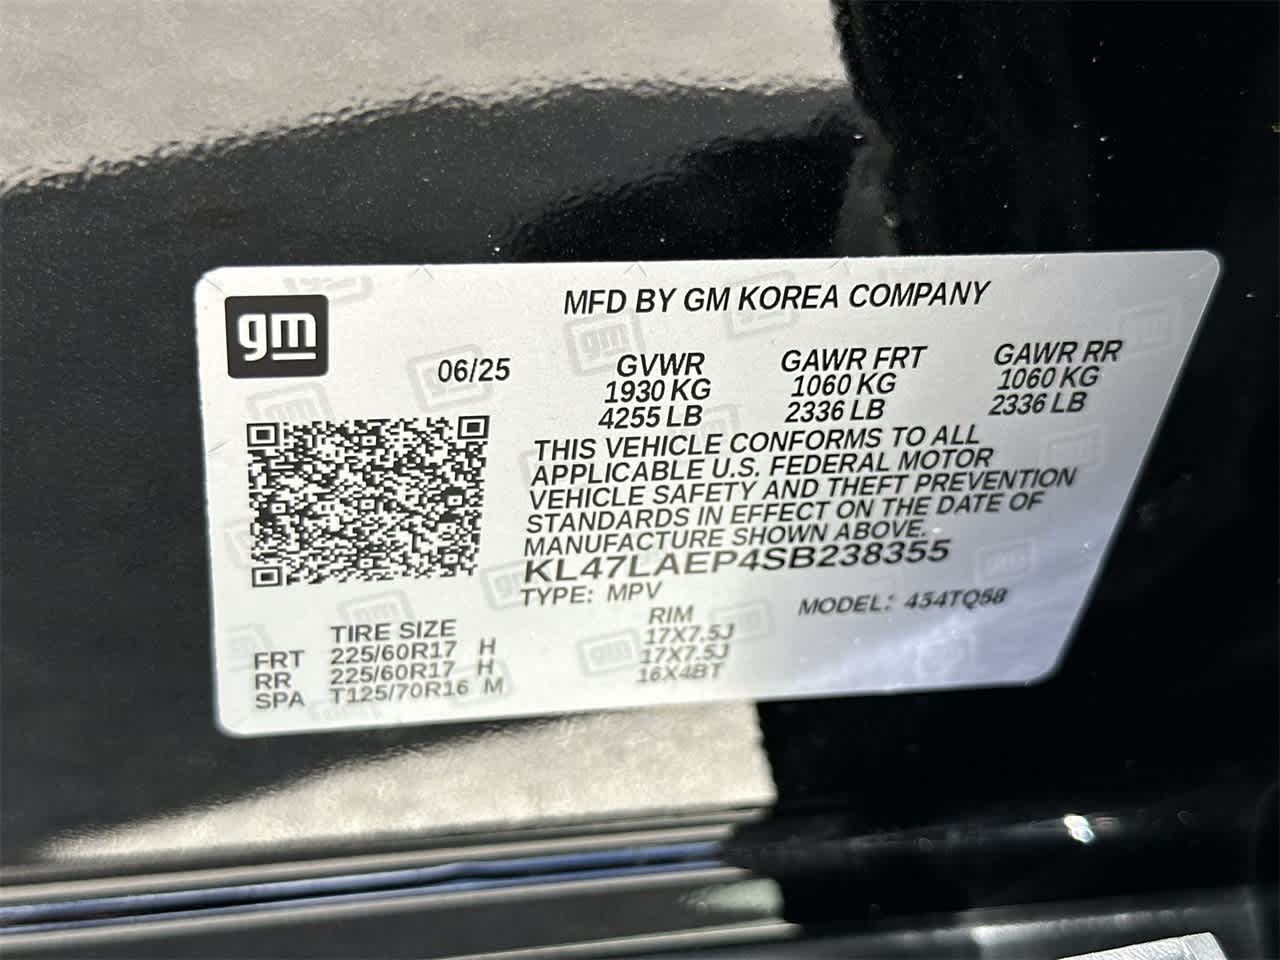 gm
MFD BY GM KOREA COMPANY
06/25
GVWR GAWR FRT GAWR RR
1930 KG 1060 KG 1060 KG
4255 LB 2336 LB 2336 LB
THIS VEHICLE CONFORMS TO ALL
APPLICABLE U.S. FEDERAL MOTOR
VEHICLE SAFETY AND THEFT PREVENTION
STANDARDS IN EFFECT ON THE DATE OF
MANUFACTURE SHOWN ABOVE.
KL47LAEP4SB238355
TYPE: MPV MODEL: 454TQ58
TIRE SIZE RIM
FRT 225/60R17 H 17X7.5J
RR 225/60R17 H 17X7.5J
SPA T125/70R16 M 16X4BT